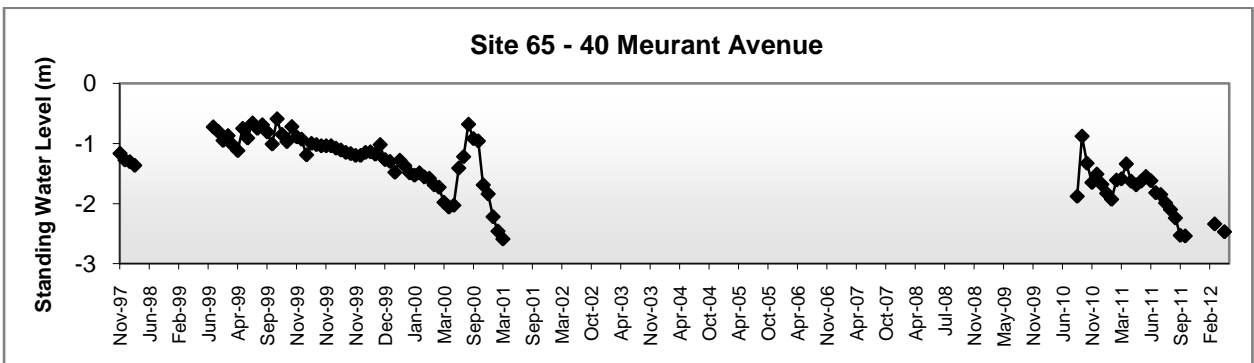 Site 65 - 40 Meurant Avenue
Standing Water Level (m)
0
-1
-2
-3
Nov-97
Jun-98
Feb-99
Jun-99
Apr-99
Sep-99
Nov-99
Nov-99
Nov-99
Dec-99
Jan-00
Mar-00
Sep-00
Mar-01
Sep-01
Mar-02
Oct-02
Apr-03
Nov-03
Apr-04
Oct-04
Apr-05
Oct-05
Apr-06
Nov-06
Apr-07
Oct-07
Apr-08
Jul-08
Nov-08
May-09
Nov-09
Jun-10
Nov-10
Mar-11
Jun-11
Sep-11
Feb-12